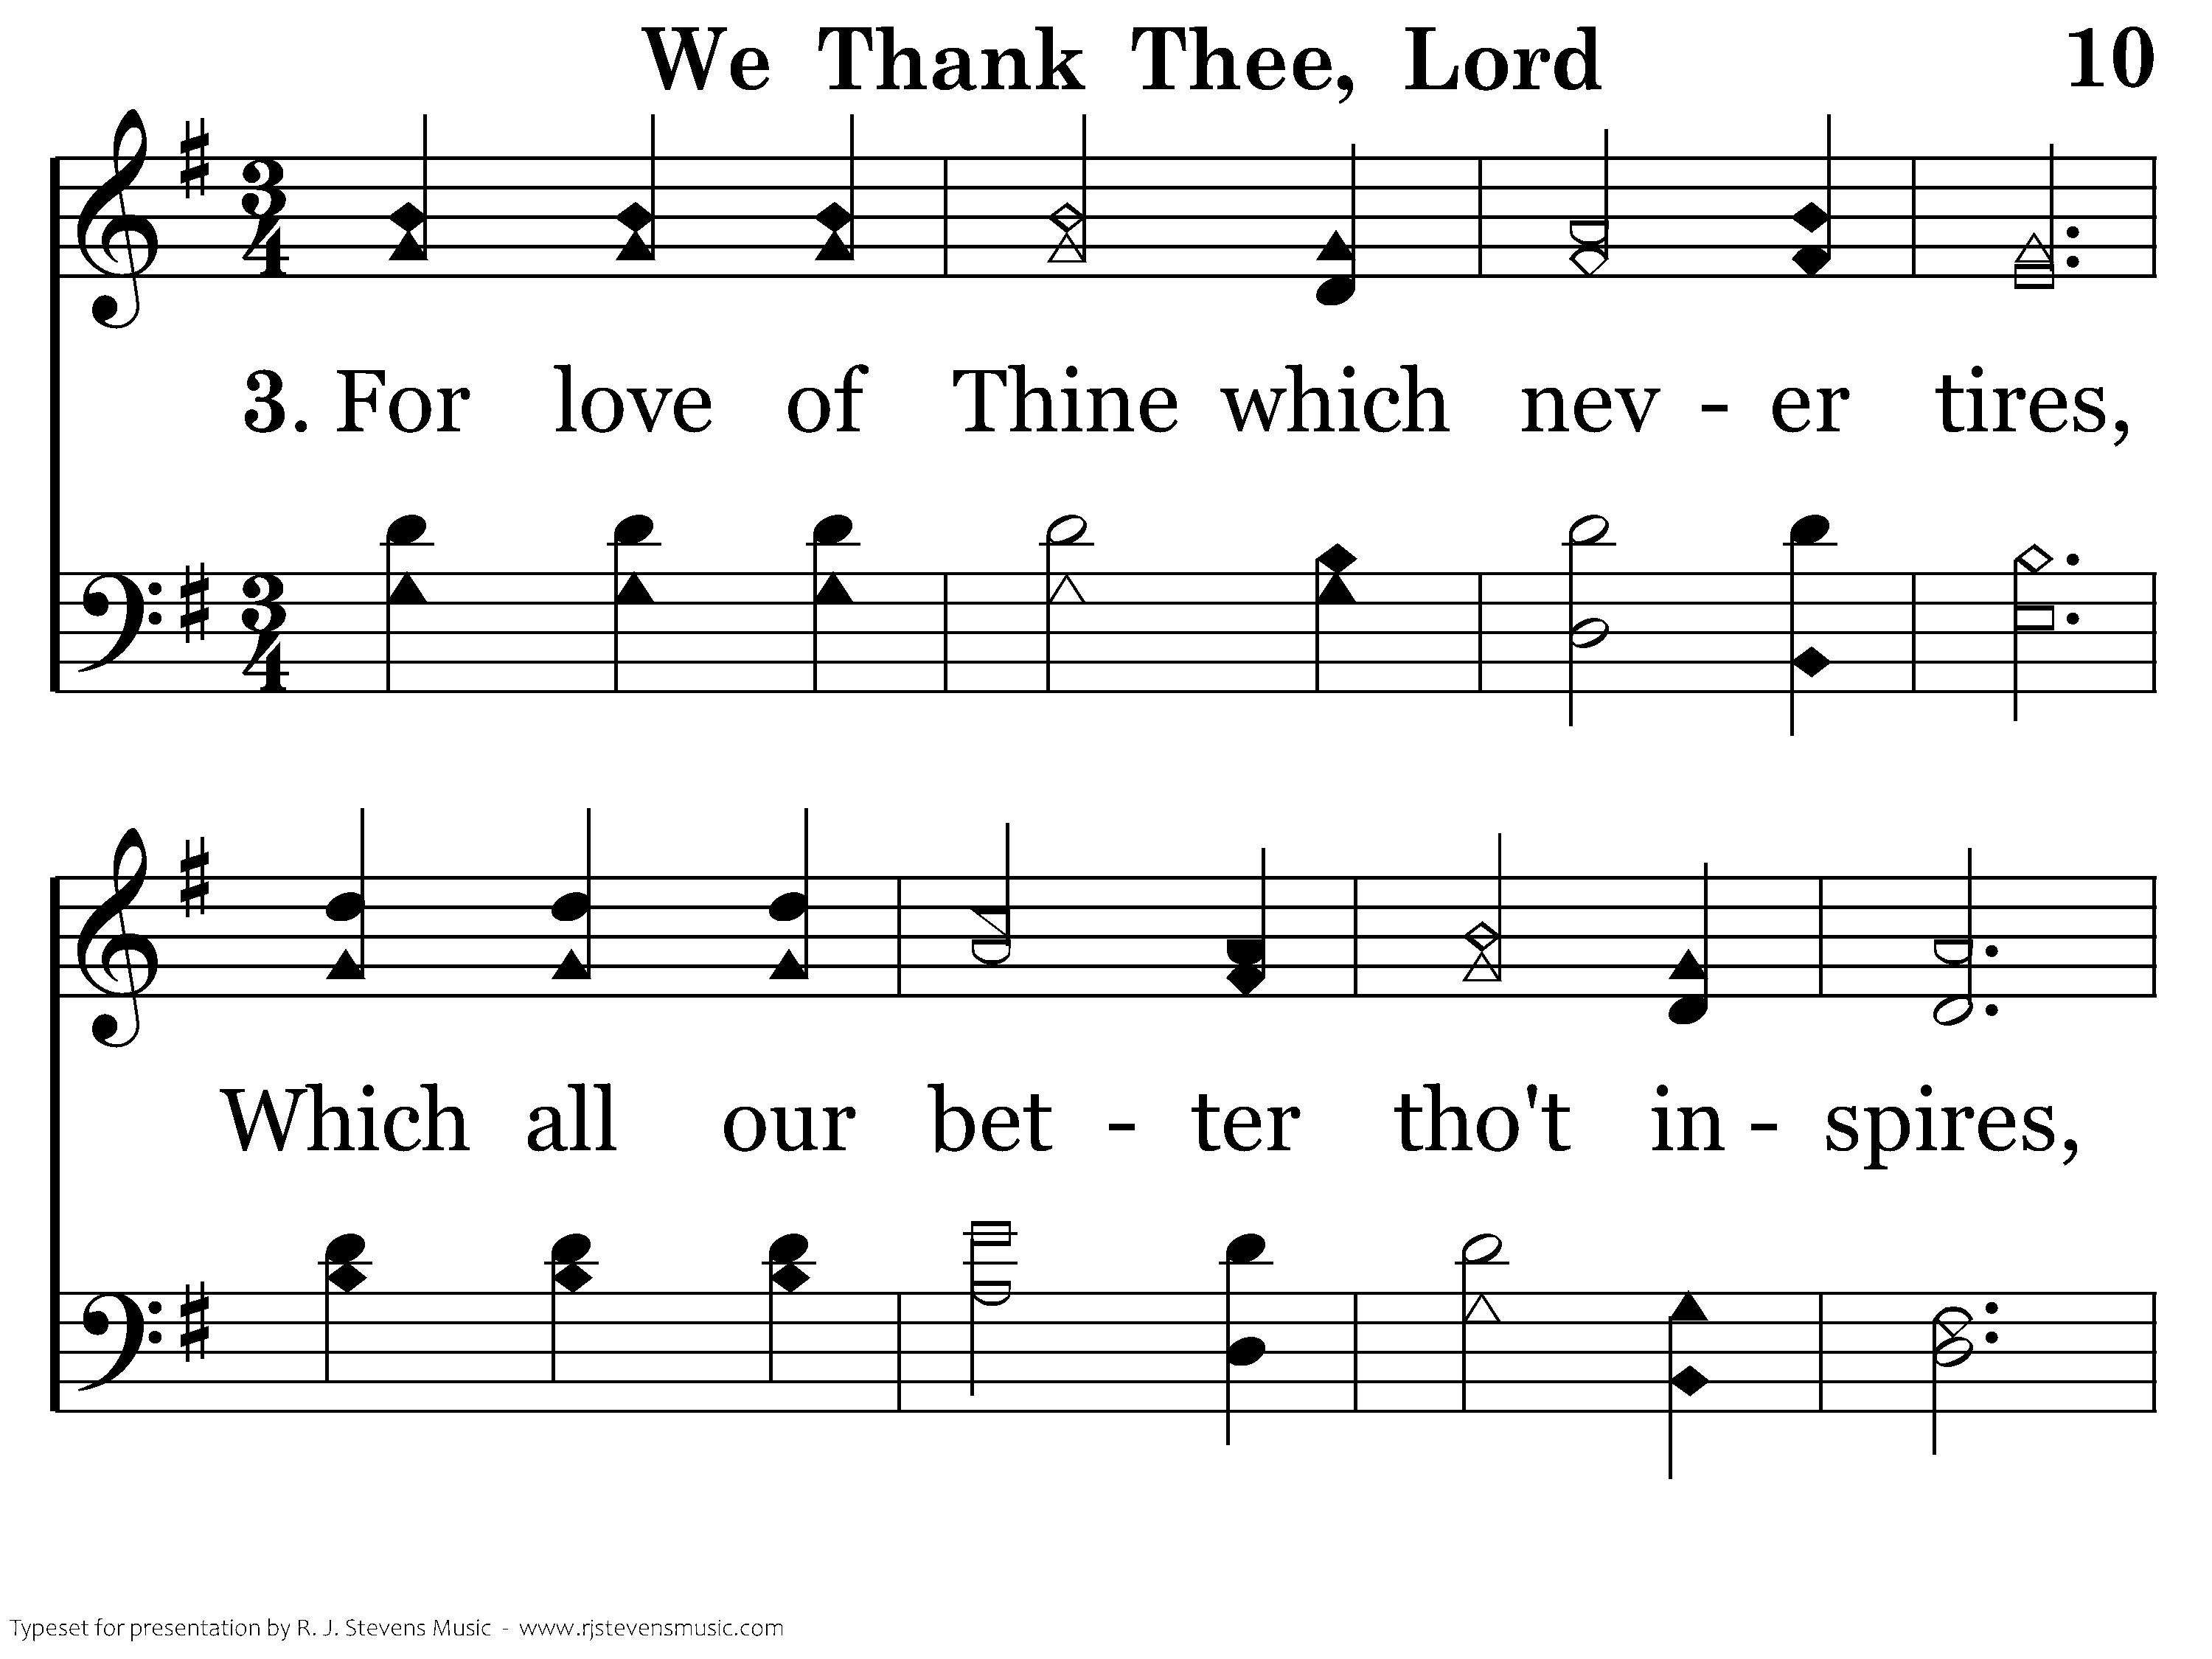 We Thank Thee, Lord 10
3. For love of Thine which nev - er tires,
Which all our bet - ter tho't in - spires,
Typeset for presentation by R. J. Stevens Music - www.rjstevensmusic.com